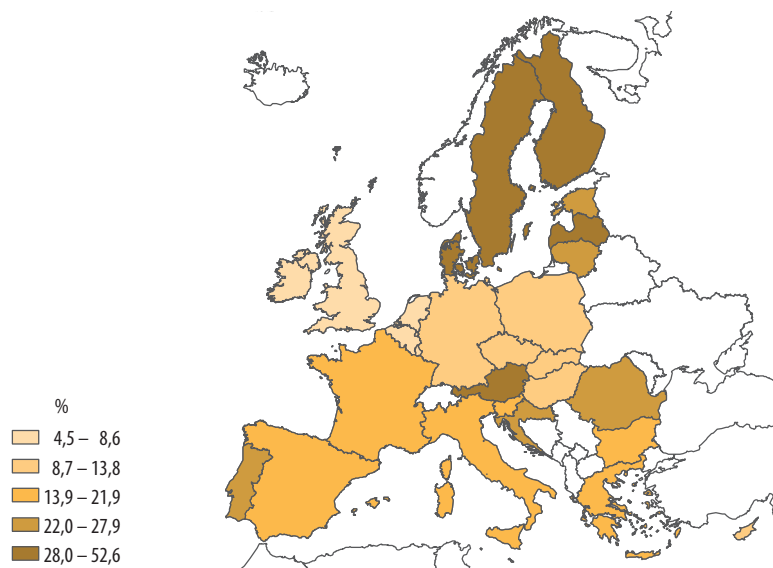 %
4,5 – 8,6
8,7 – 13,8
13,9 – 21,9
22,0 – 27,9
28,0 – 52,6